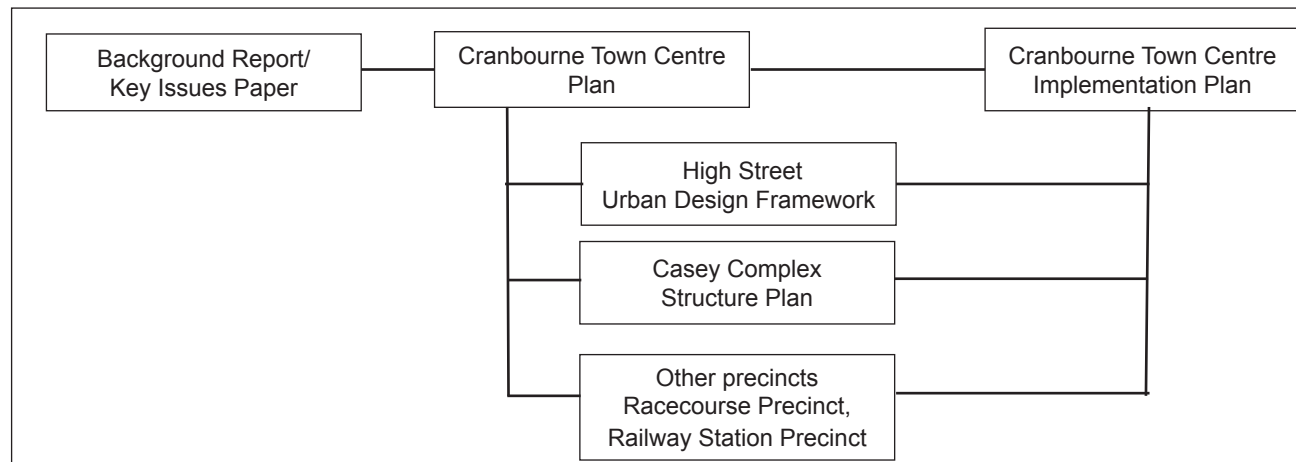 Background Report/
Key Issues Paper
Cranbourne Town Centre
Plan
Cranbourne Town Centre
Implementation Plan
High Street
Urban Design Framework
Casey Complex
Structure Plan
Other precincts
Racecourse Precinct,
Railway Station Precinct